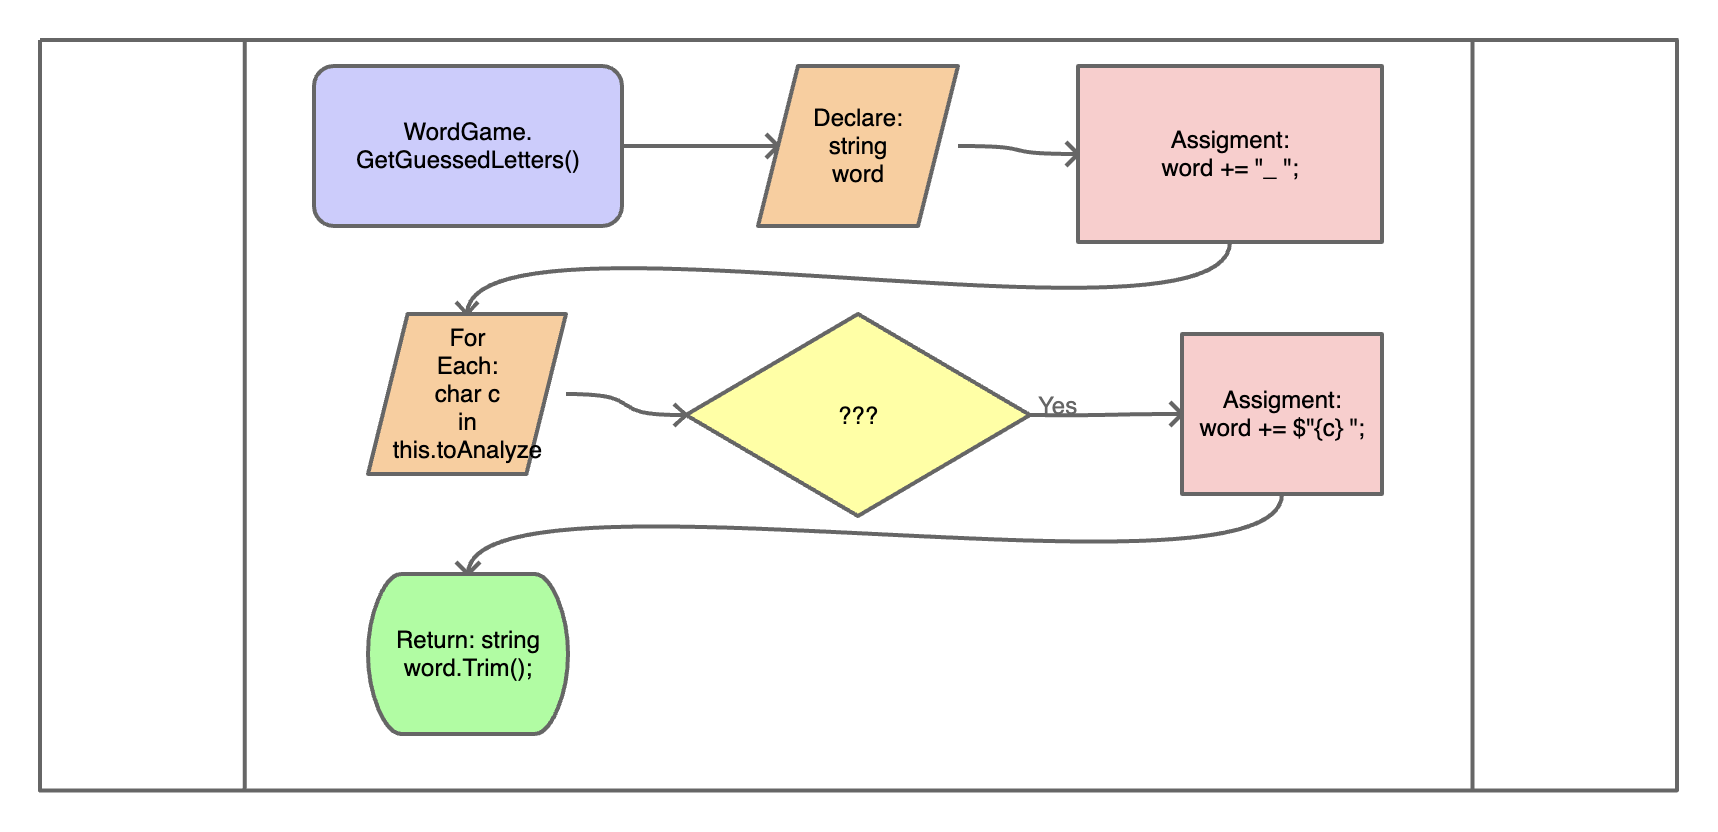 WordGame.
GetGuessedLetters()
Declare:
string
word
Assigment:
word += "_ ";
For
Each:
char c
in
this.toAnalyze
???
Yes
Assigment:
word += $"{c} ";
Return: string
word.Trim();